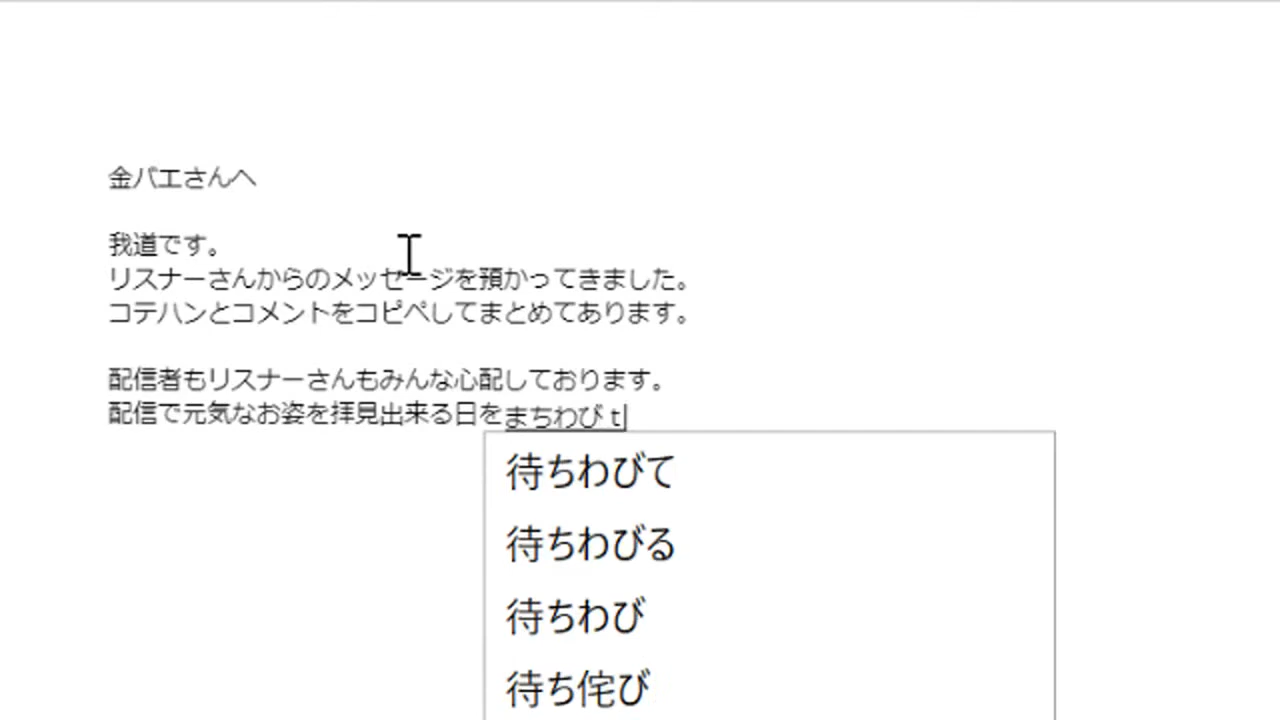 金バエさんへ
我道です。
リスナーさんからのメッセージを預かってきました。
コテハンとコメントをコピペしてまとめてあります。
配信者もリスナーさんもみんな心配しております。
配信で元気なお姿を拝見出来る日をまちわびt
待ちわびて
待ちわびる
待ちわび
待ち侘び